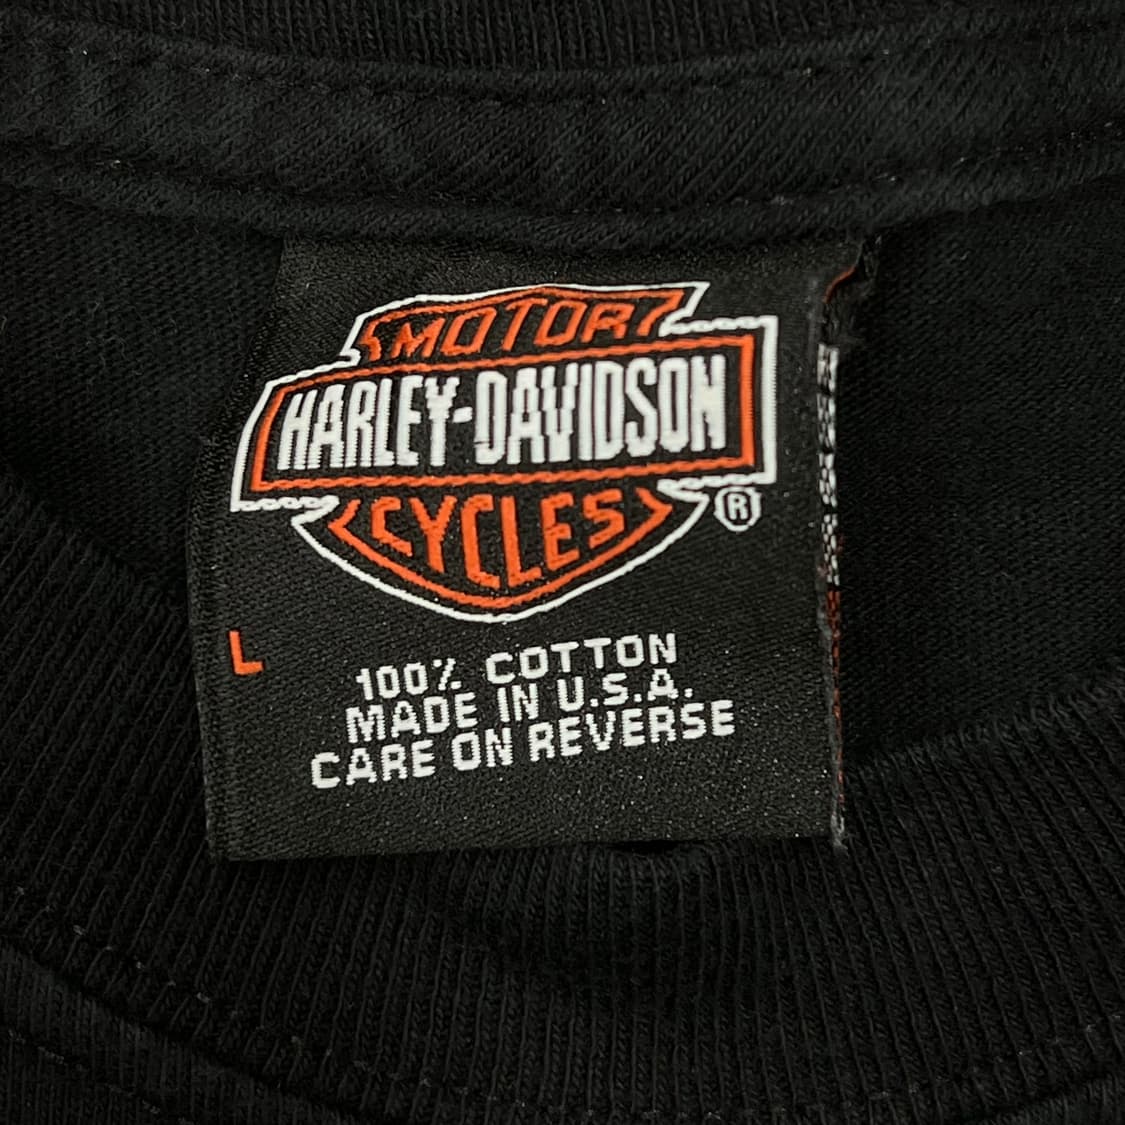 MOTOR
HARLEY-DAVIDSON
CYCLES
®
L
100% COTTON
MADE IN U.S.A.
CARE ON REVERSE